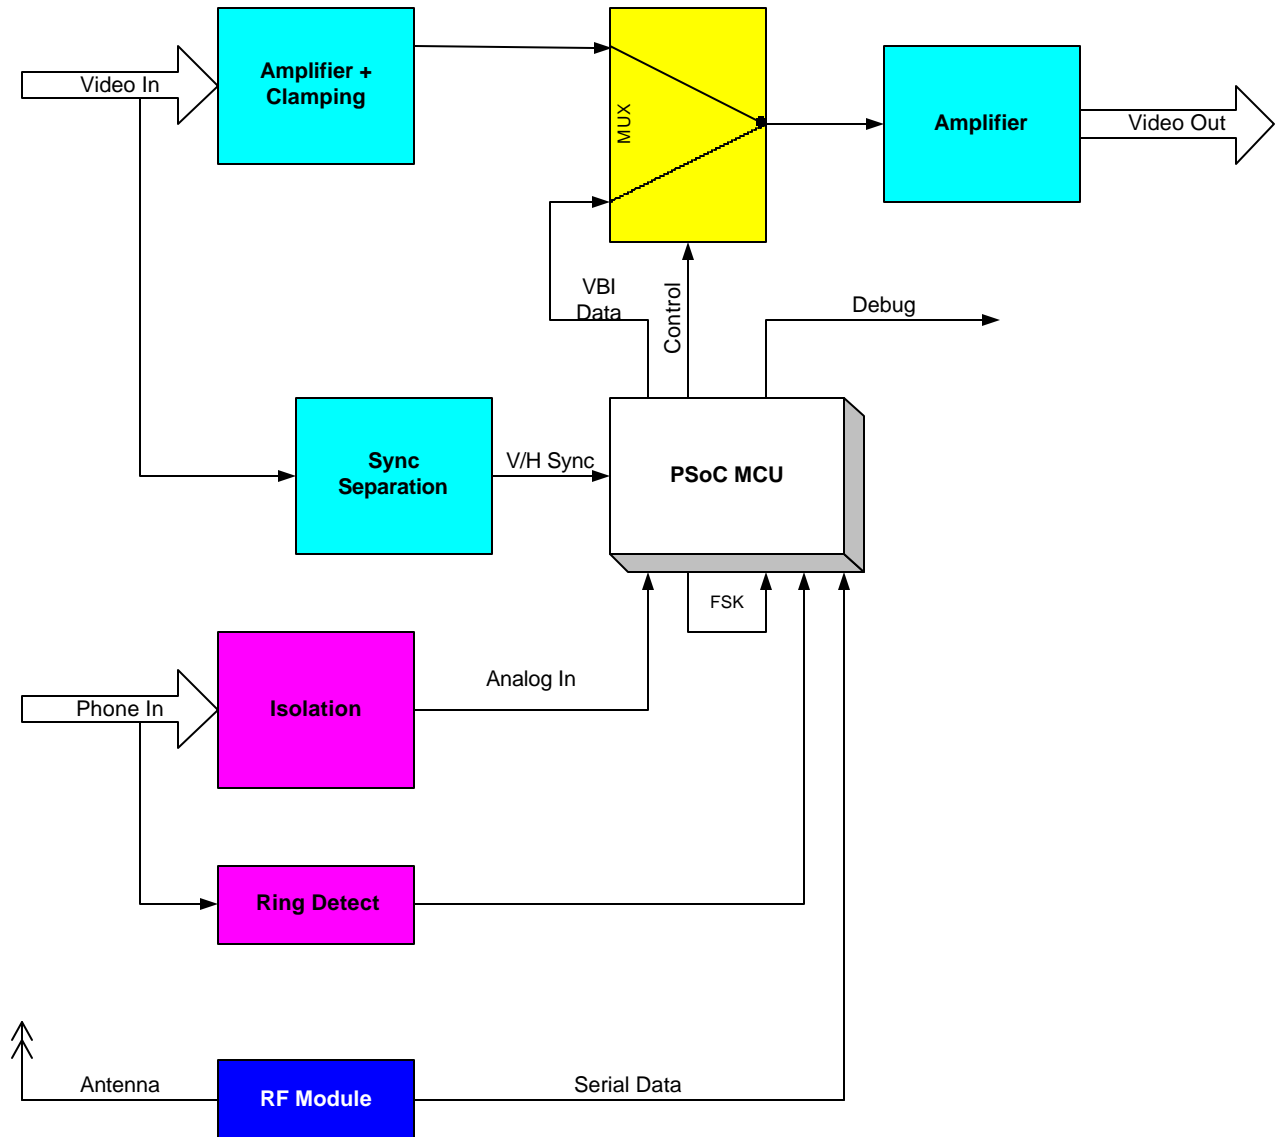 Video In
Amplifier +
Clamping
MUX
Amplifier
Video Out
VBI
Data
Control
Debug
Sync
Separation
V/H Sync
PSoC MCU
FSK
Phone In
Isolation
Analog In
Ring Detect
Antenna
RF Module
Serial Data